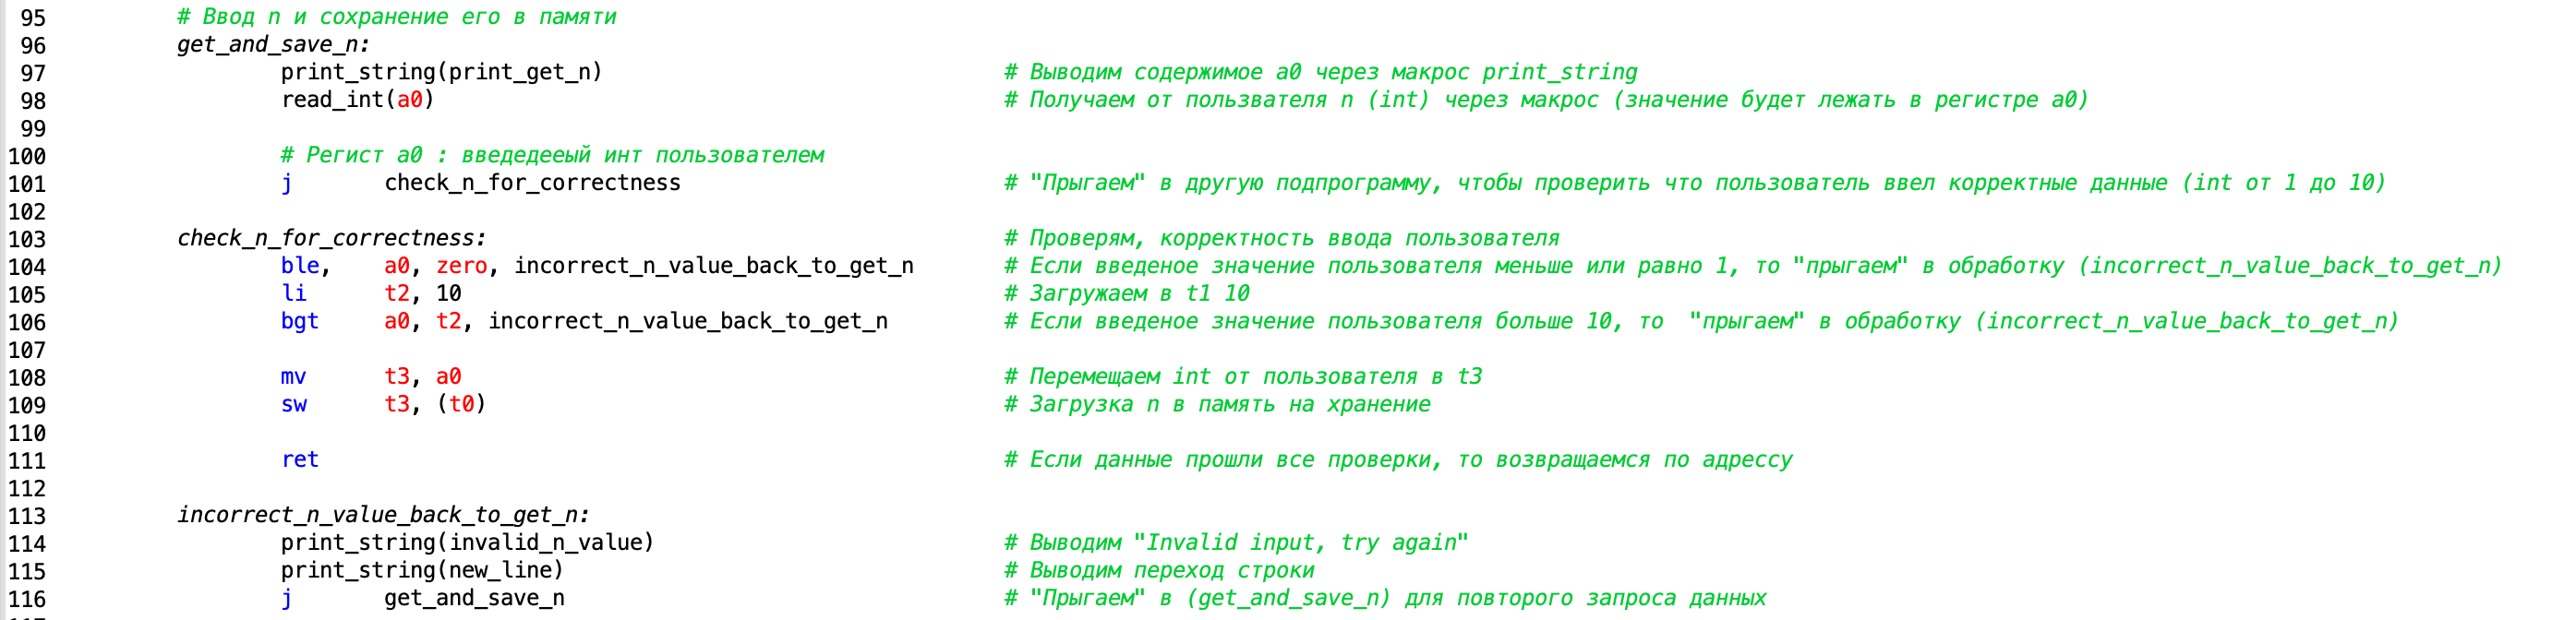 95 # Ввод n и сохранение его в памяти
96 get_and_save_n:
97 print_string(print_get_n) # Выводим содержимое a0 через макрос print_string
98 read_int(a0) # Получаем от пользвателя n (int) через макрос (значение будет лежать в регистре a0)
99
100 # Регист a0 : введедееый инт пользователем
101 j check_n_for_correctness # "Прыгаем" в другую подпрограмму, чтобы проверить что пользователь ввел корректные данные (int от 1 до 10)
102
103 check_n_for_correctness: # Проверям, корректность ввода пользователя
104 ble, a0, zero, incorrect_n_value_back_to_get_n # Если введеное значение пользователя меньше или равно 1, то "прыгаем" в обработку (incorrect_n_value_back_to_get_n)
105 li t2, 10 # Загружаем в t1 10
106 bgt a0, t2, incorrect_n_value_back_to_get_n # Если введеное значение пользователя больше 10, то "прыгаем" в обработку (incorrect_n_value_back_to_get_n)
107
108 mv t3, a0 # Перемещаем int от пользователя в t3
109 sw t3, (t0) # Загрузка n в память на хранение
110
111 ret # Если данные прошли все проверки, то возвращаемся по адрессу
112
113 incorrect_n_value_back_to_get_n:
114 print_string(invalid_n_value) # Выводим "Invalid input, try again"
115 print_string(new_line) # Выводим переход строки
116 j get_and_save_n # "Прыгаем" в (get_and_save_n) для повторого запроса данных